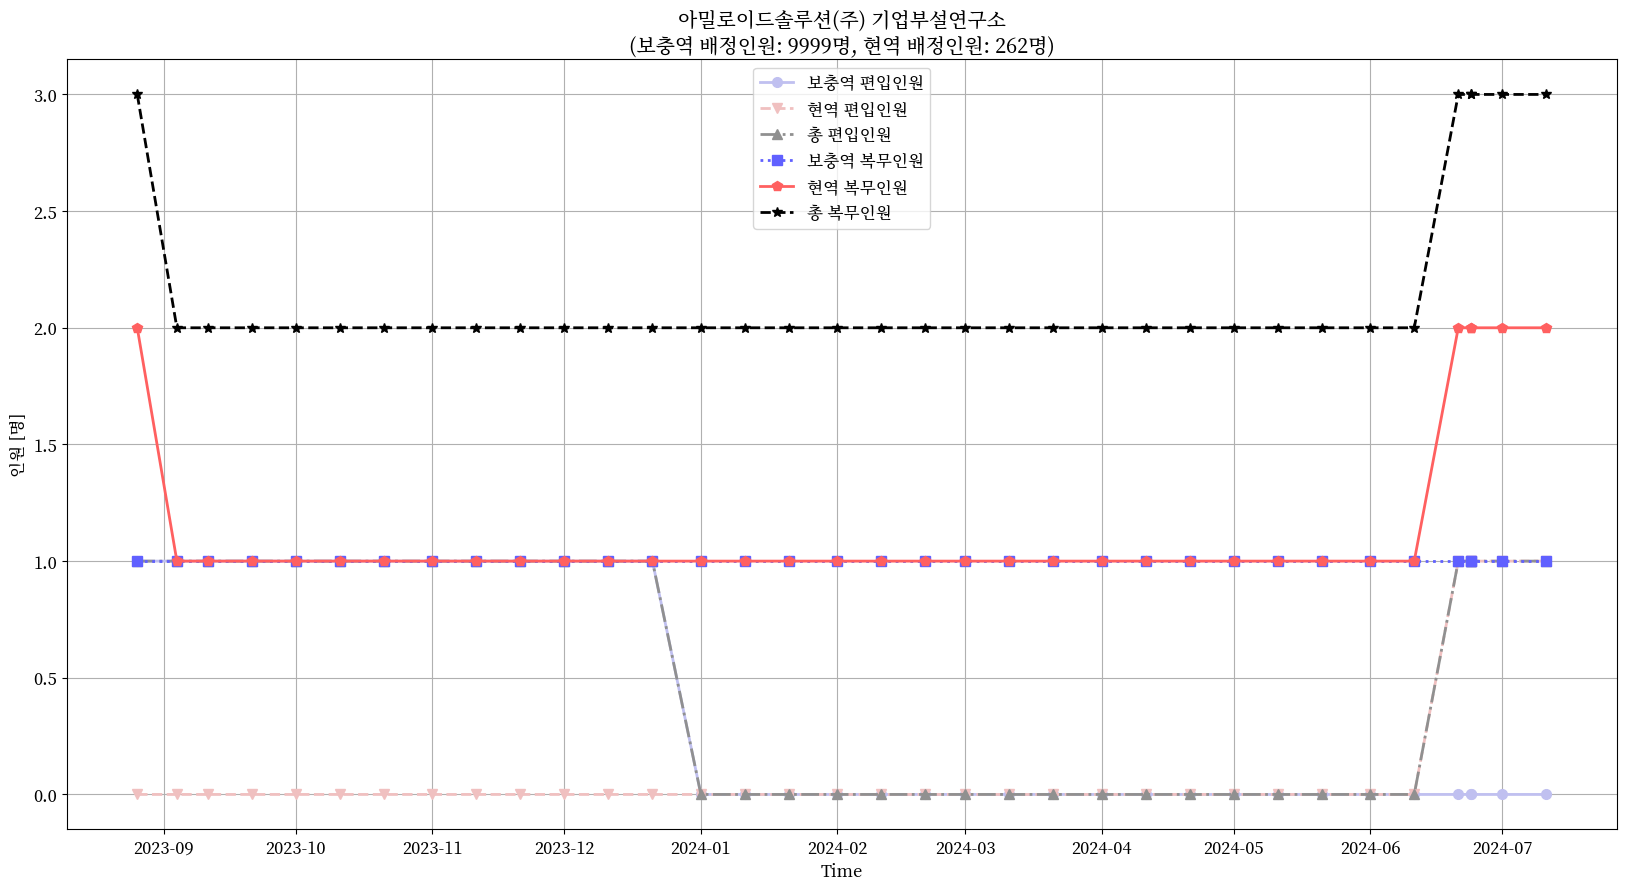 아밀로이드솔루션(주) 기업부설연구소
(보충역 배정인원: 9999명, 현역 배정인원: 262명)
보충역 편입인원
현역 편입인원
총 편입인원
보충역 복무인원
현역 복무인원
총 복무인원
인원 [명]
3.0
2.5
2.0
1.5
1.0
0.5
0.0
2023-09
2023-10
2023-11
2023-12
2024-01
2024-02
2024-03
2024-04
2024-05
2024-06
2024-07
Time